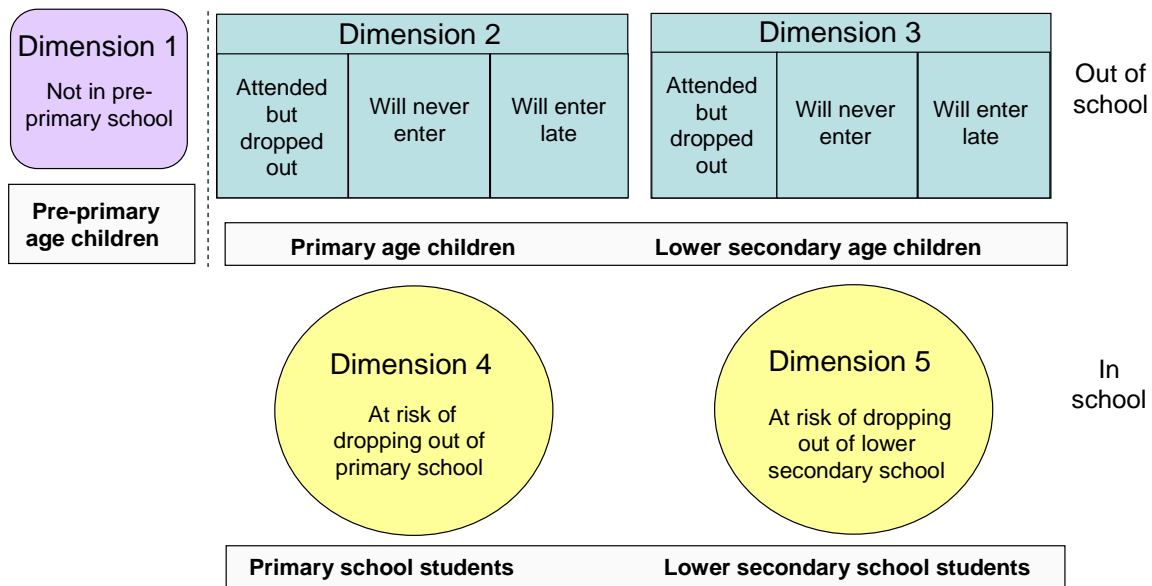 Dimension 1
Not in pre-
primary school
Pre-primary
age children
Dimension 2
Attended
but
dropped
out
Will never
enter
Will enter
late
Dimension 3
Attended
but
dropped
out
Will never
enter
Will enter
late
Out of
school
Primary age children
Lower secondary age children
Dimension 4
At risk of
dropping out of
primary school
Dimension 5
At risk of dropping
out of lower
secondary school
In
school
Primary school students
Lower secondary school students